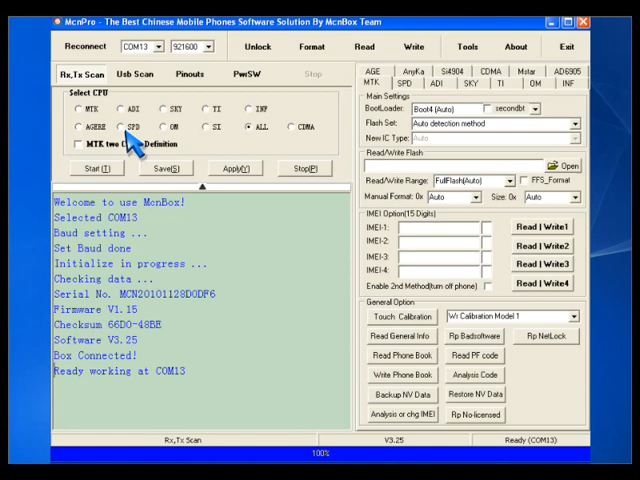 McnPro - The Best Chinese Mobile Phones Software Solution By McnBox Team
Reconnect COM13 921600 Unlock Format Read Write Tools About Exit
Rx,Tx Scan Usb Scan Pinouts PwrSW Stop
Select CPU
MTK ADI SKY TI INF
AGERE SPD OM SI ALL CDMA
MTK two Definition
Start (T) Save(S) Apply(Y) Stop(P)
Welcome to use McnBox!
Selected COM13
Baud setting ...
Set Baud done
Initialize in progress ...
Checking data ...
Serial No. MCN20101128D0DF6
Firmware V1.15
Checksum 66D0-48BE
Software V3.25
Box Connected!
Ready working at COM13
AGE AnyKa Si4904 CDMA Mstar AD6905
MTK SPD ADI SKY TI OM INF
Main Settings
BootLoader: Boot4 (Auto) secondbt
Flash Set: Auto detection method
New IC Type: Auto
Read/Write Flash
Open
Read/Write Range: FullFlash(Auto) FFS_Format
Manual Format: 0x Auto Size: 0x Auto
IMEI Option(15 Digits)
IMEI-1: Read | Write1
IMEI-2: Read | Write2
IMEI-3: Read | Write3
IMEI-4: Read | Write4
Enable 2nd Method(turn off phone)
General Option
Touch Calibration Wr Calibration Model 1
Read General Info Rp Badsoftware Rp NetLock
Read Phone Book Read PF code
Write Phone Book Analysis Code
Backup NV Data Restore NV Data
Analysis or chg IMEI Rp No-licensed
Rx,Tx Scan V3.25 Ready (COM13)
100%